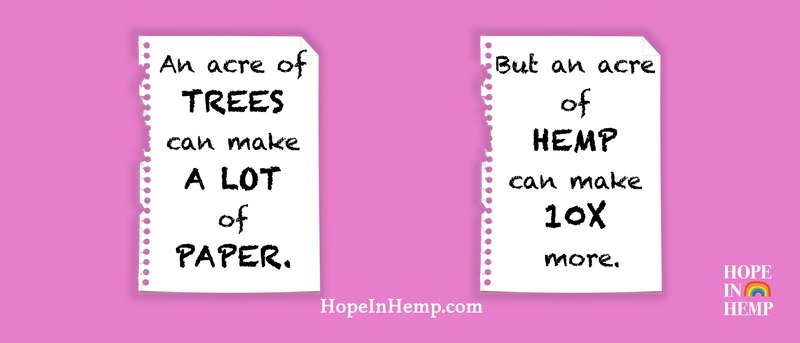 An acre of
TREES
can make
A LOT
of
PAPER.
But an acre
of
HEMP
can make
10X
more.
HopeInHemp.com
HOPE
IN
HEMP